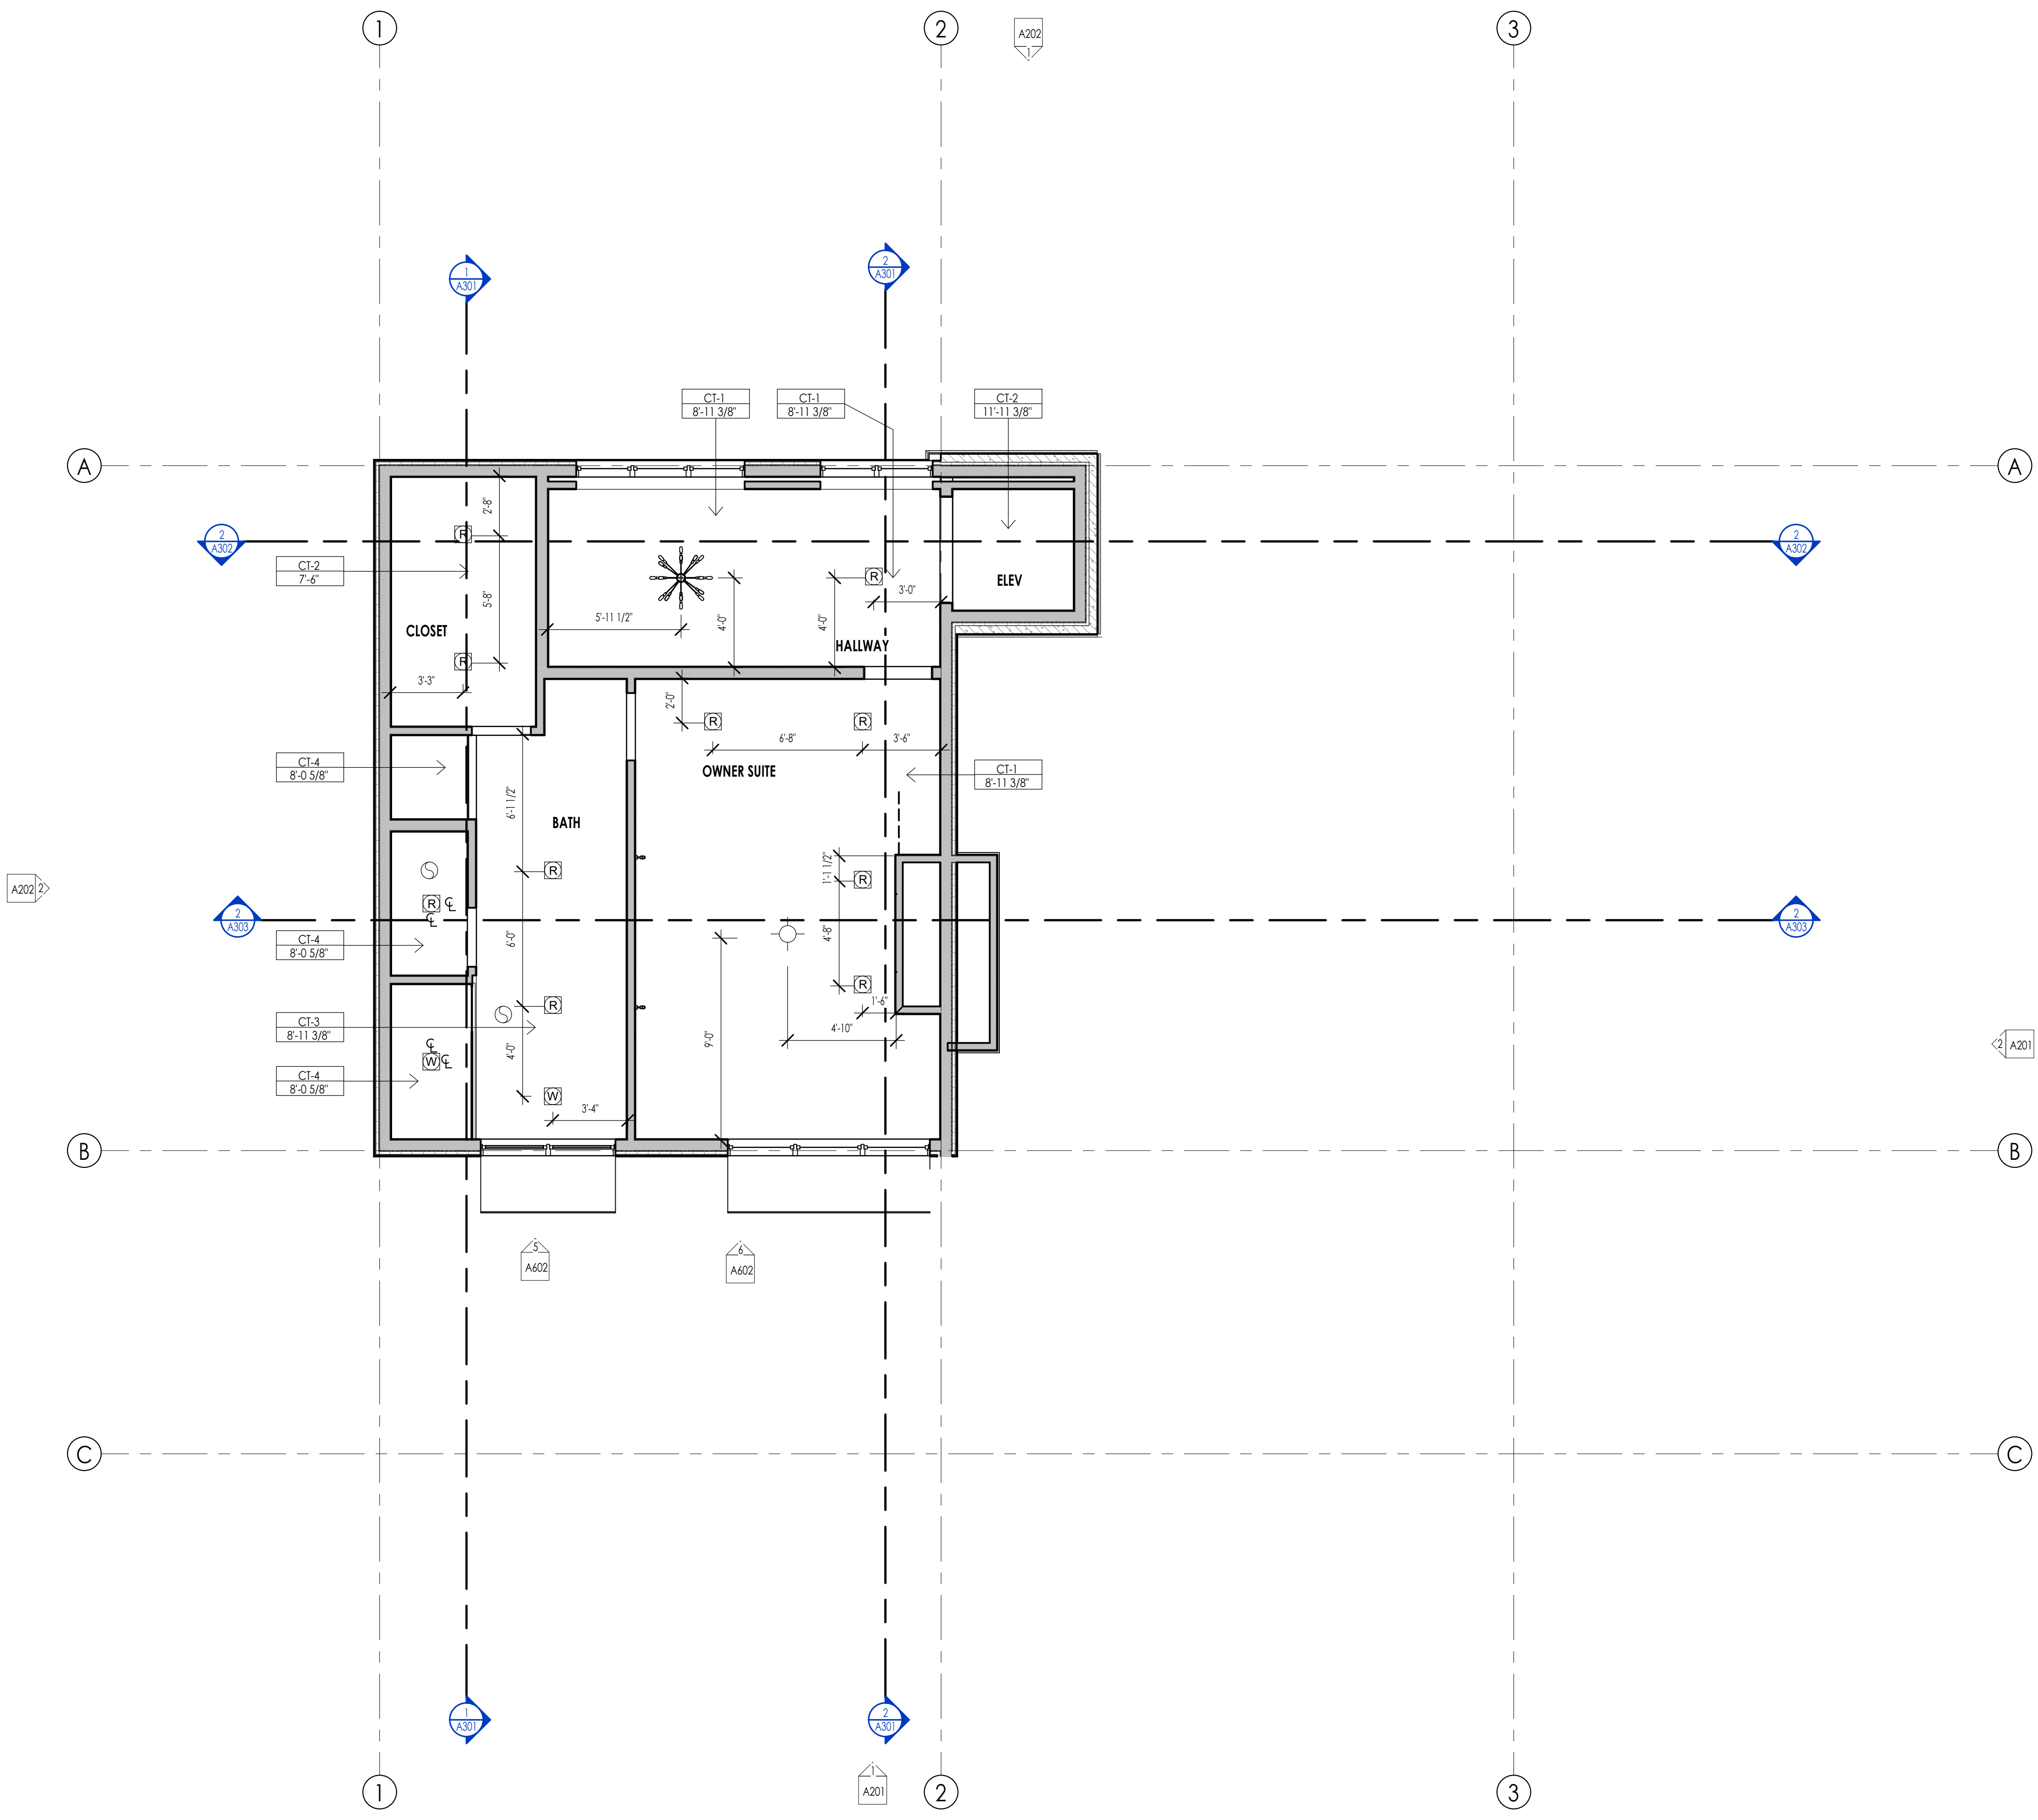 1
2
3
A202
1
2
A301
1
A301
CT-1
8'-11 3/8"
CT-1
8'-11 3/8"
CT-2
11'-11 3/8"
A
A
2'-8"
R
2
A302
2
A302
CT-2
7'-6"
R
ELEV
3'-0"
5'-8"
5'-11 1/2"
4'-0"
4'-0"
CLOSET
HALLWAY
R
3'-3"
2'-0"
R
R
6'-8"
3'-6"
CT-4
8'-0 5/8"
OWNER SUITE
CT-1
8'-11 3/8"
6'-1 1/2"
BATH
1'-1 1/2"
R
R
A202
2
R
CL
CL
2
A303
2
A303
CT-4
8'-0 5/8"
6'-0"
4'-8"
R
R
1'-6"
CT-3
8'-11 3/8"
4'-10"
9'-0"
4'-0"
2
A201
CL
W
CL
CT-4
8'-0 5/8"
W
3'-4"
B
B
5
A602
6
A602
C
C
1
A301
2
A301
1
A201
1
2
3